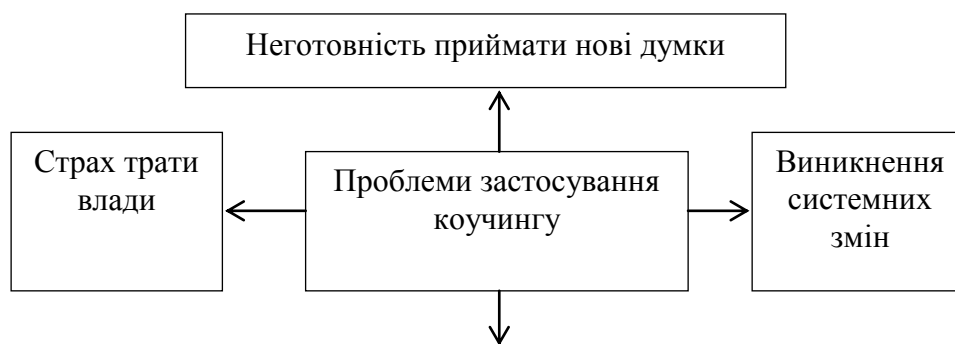 Неготовність приймати нові думки
Страх трати
влади
Проблеми застосування
коучингу
Виникнення
системних
змін